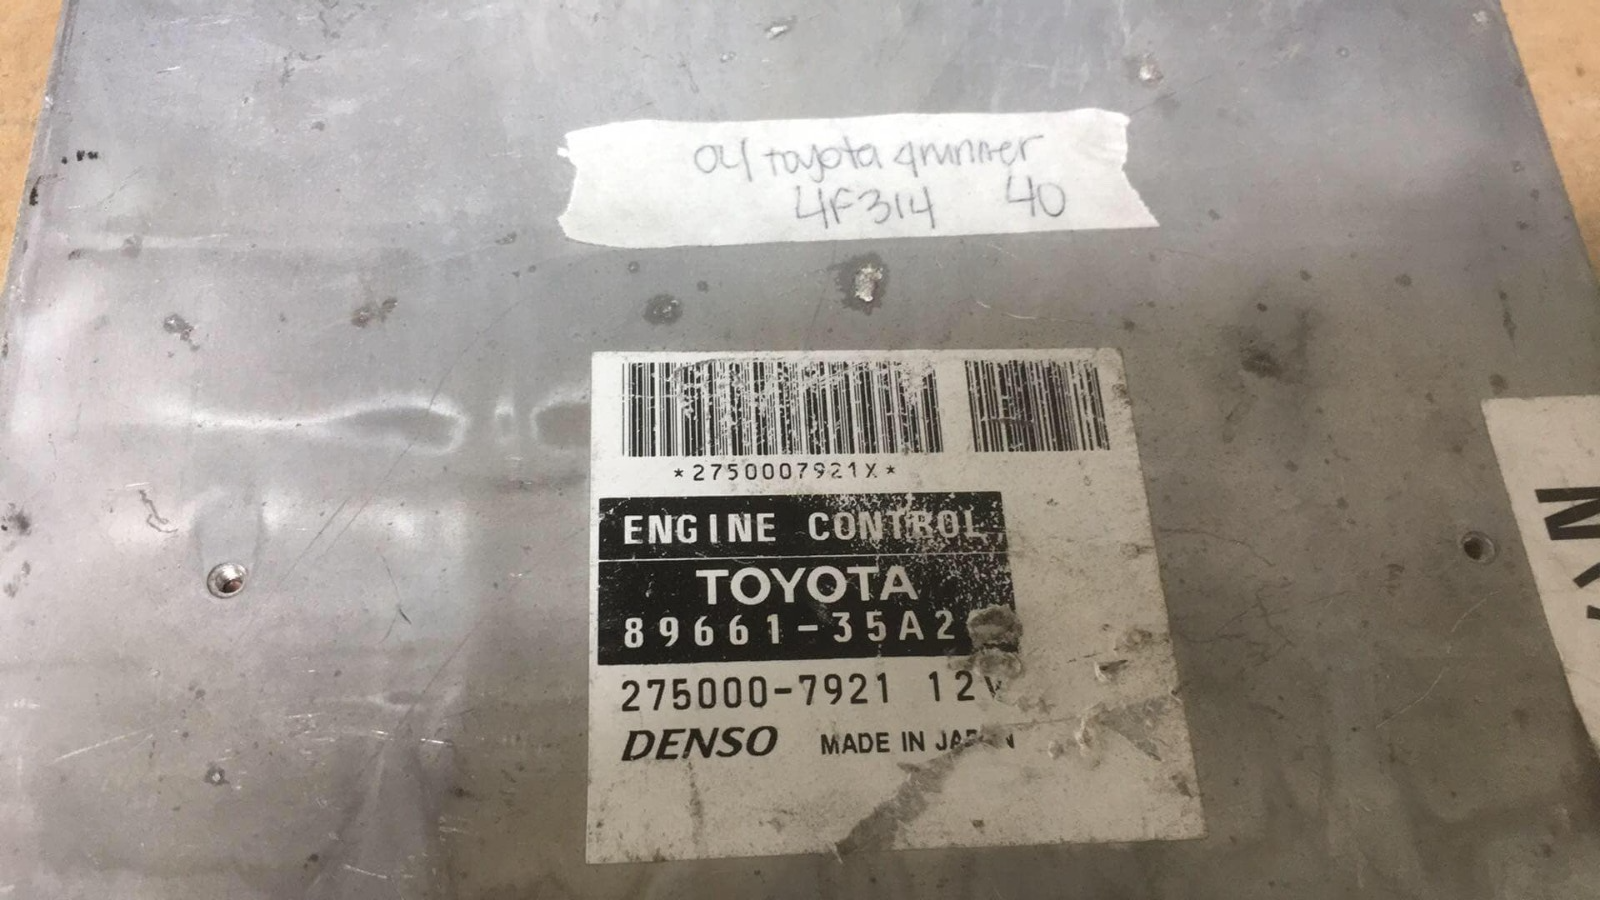 04 toyota 4runner
4F314 40
*2750007921X*
ENGINE CONTROL
TOYOTA
89661-35A2
275000-7921 12V
DENSO MADE IN JAPAN